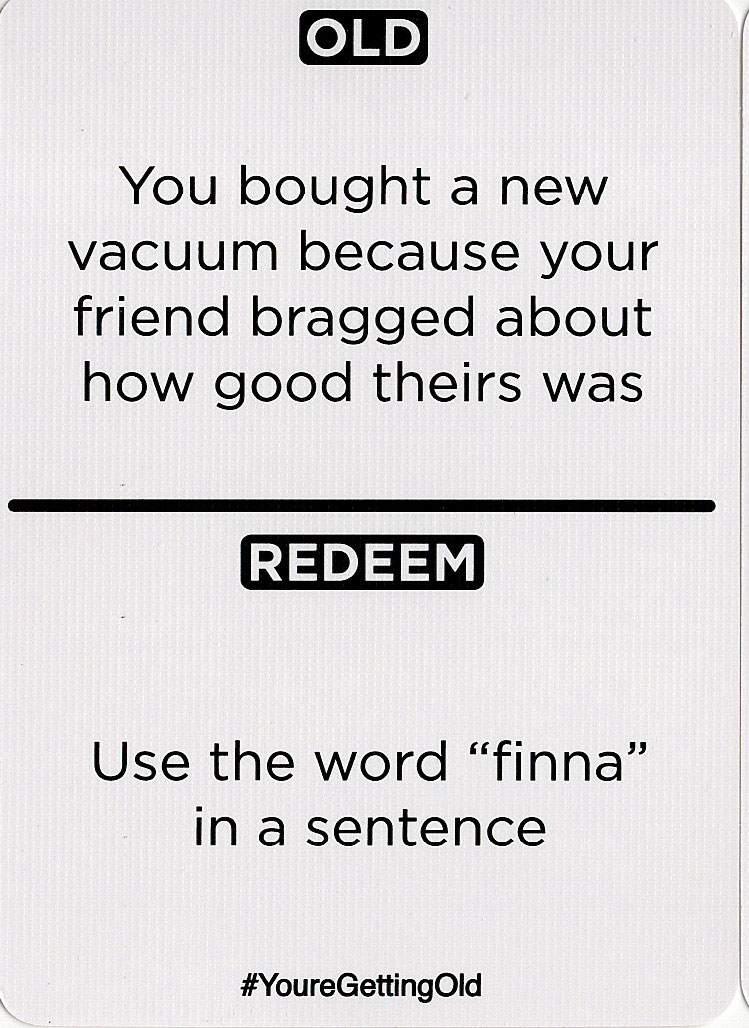 OLD
You bought a new
vacuum because your
friend bragged about
how good theirs was
REDEEM
Use the word “finna”
in a sentence
#YoureGettingOld